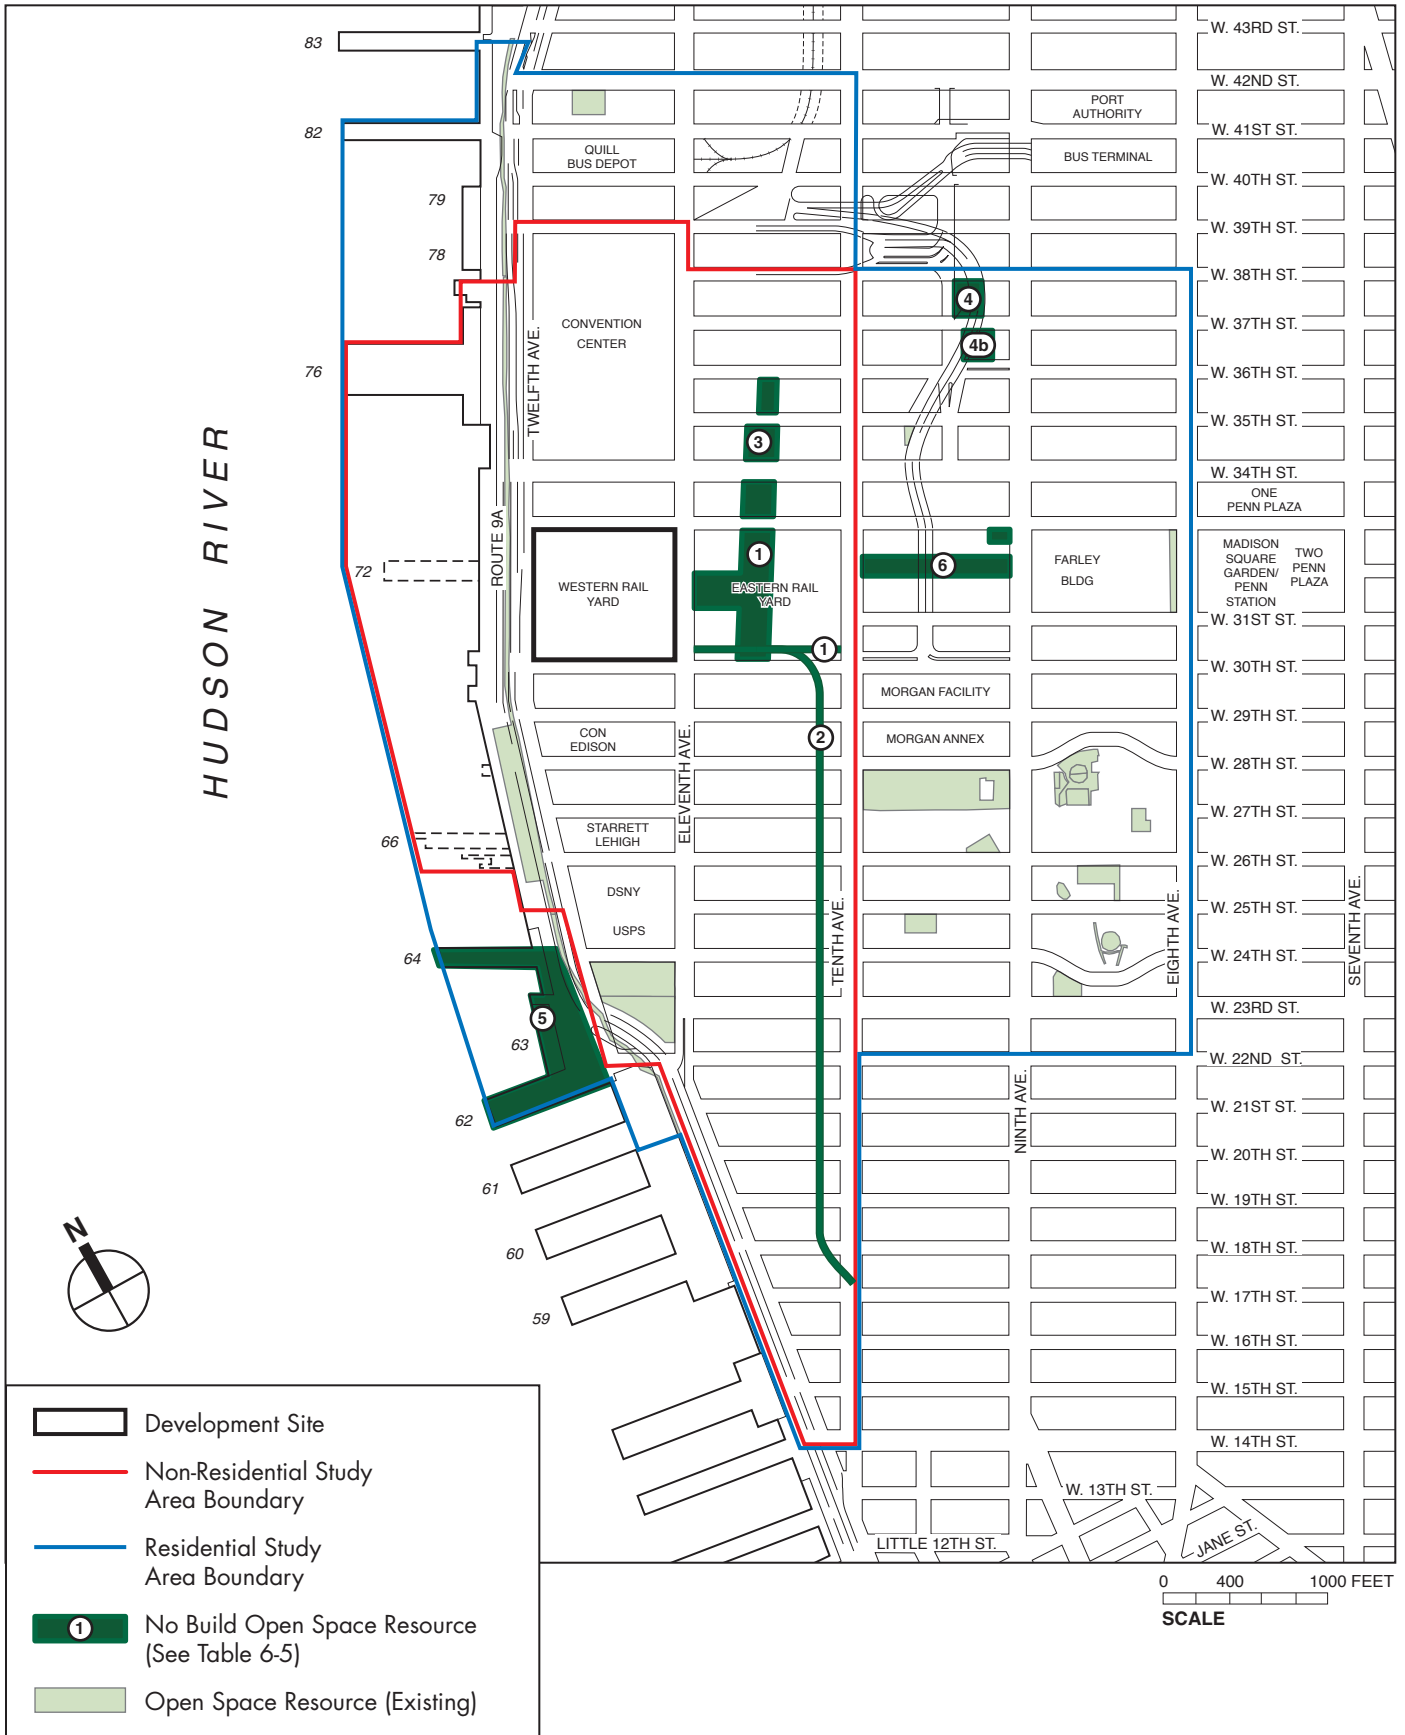 83
W. 43RD ST.
W. 42ND ST.
PORT
AUTHORITY
82
W. 41ST ST.
QUILL
BUS DEPOT
BUS TERMINAL
W. 40TH ST.
79
W. 39TH ST.
78
W. 38TH ST.
4
CONVENTION
CENTER
W. 37TH ST.
4b
76
W. 36TH ST.
TWELFTH AVE.
W. 35TH ST.
3
HUDSON RIVER
W. 34TH ST.
ONE
PENN PLAZA
ROUTE 9A
1
6
FARLEY
BLDG
MADISON
SQUARE
GARDEN/
PENN
STATION
TWO
PENN
PLAZA
72
WESTERN RAIL
YARD
EASTERN RAIL
YARD
W. 31ST ST.
1
W. 30TH ST.
MORGAN FACILITY
W. 29TH ST.
CON
EDISON
ELEVENTH AVE.
2
MORGAN ANNEX
W. 28TH ST.
W. 27TH ST.
66
STARRETT
LEHIGH
W. 26TH ST.
DSNY
USPS
W. 25TH ST.
TENTH AVE.
EIGHTH AVE.
SEVENTH AVE.
64
W. 24TH ST.
5
63
W. 23RD ST.
W. 22ND ST.
62
NINTH AVE.
W. 21ST ST.
W. 20TH ST.
61
W. 19TH ST.
N
60
W. 18TH ST.
59
W. 17TH ST.
W. 16TH ST.
W. 15TH ST.
W. 14TH ST.
W. 13TH ST.
LITTLE 12TH ST.
JANE ST.
Development Site
Non-Residential Study
Area Boundary
Residential Study
Area Boundary
1
No Build Open Space Resource
(See Table 6-5)
Open Space Resource (Existing)
0 400 1000 FEET
SCALE